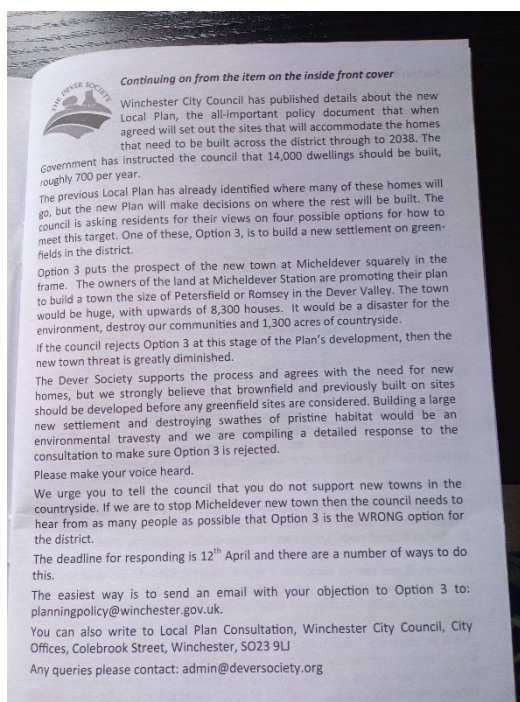 THE DEVER SOCIETY
Continuing on from the item on the inside front cover
Winchester City Council has published details about the new
Local Plan, the all-important policy document that when
agreed will set out the sites that will accommodate the homes
that need to be built across the district through to 2038. The
Government has instructed the council that 14,000 dwellings should be built,
roughly 700 per year.
The previous Local Plan has already identified where many of these homes will
go, but the new Plan will make decisions on where the rest will be built. The
council is asking residents for their views on four possible options for how to
meet this target. One of these, Option 3, is to build a new settlement on green-
fields in the district.
Option 3 puts the prospect of the new town at Micheldever squarely in the
frame. The owners of the land at Micheldever Station are promoting their plan
to build a town the size of Petersfield or Romsey in the Dever Valley. The town
would be huge, with upwards of 8,300 houses. It would be a disaster for the
environment, destroy our communities and 1,300 acres of countryside.
If the council rejects Option 3 at this stage of the Plan's development, then the
new town threat is greatly diminished.
The Dever Society supports the process and agrees with the need for new
homes, but we strongly believe that brownfield and previously built on sites
should be developed before any greenfield sites are considered. Building a large
new settlement and destroying swathes of pristine habitat would be an
environmental travesty and we are compiling a detailed response to the
consultation to make sure Option 3 is rejected.
Please make your voice heard.
We urge you to tell the council that you do not support new towns in the
countryside. If we are to stop Micheldever new town then the council needs to
hear from as many people as possible that Option 3 is the WRONG option for
the district.
The deadline for responding is 12th April and there are a number of ways to do
this.
The easiest way is to send an email with your objection to Option 3 to:
planningpolicy@winchester.gov.uk.
You can also write to Local Plan Consultation, Winchester City Council, City
Offices, Colebrook Street, Winchester, SO23 9LJ
Any queries please contact: admin@deversociety.org